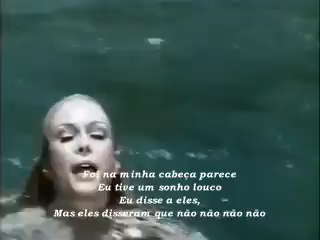 Foi na minha cabeça parece
Eu tive um sonho louco
Eu disse a eles,
Mas eles disseram que não não não não